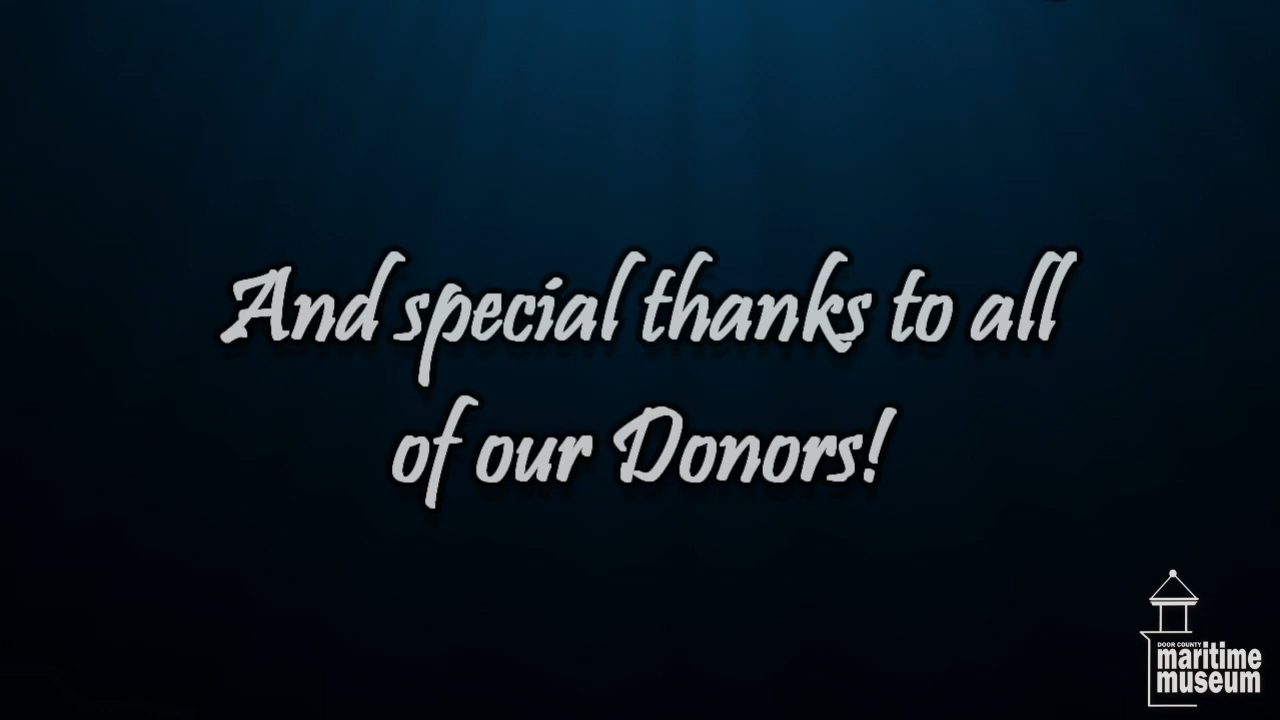 And special thanks to all
of our Donors!
DOOR COUNTY
maritime
museum